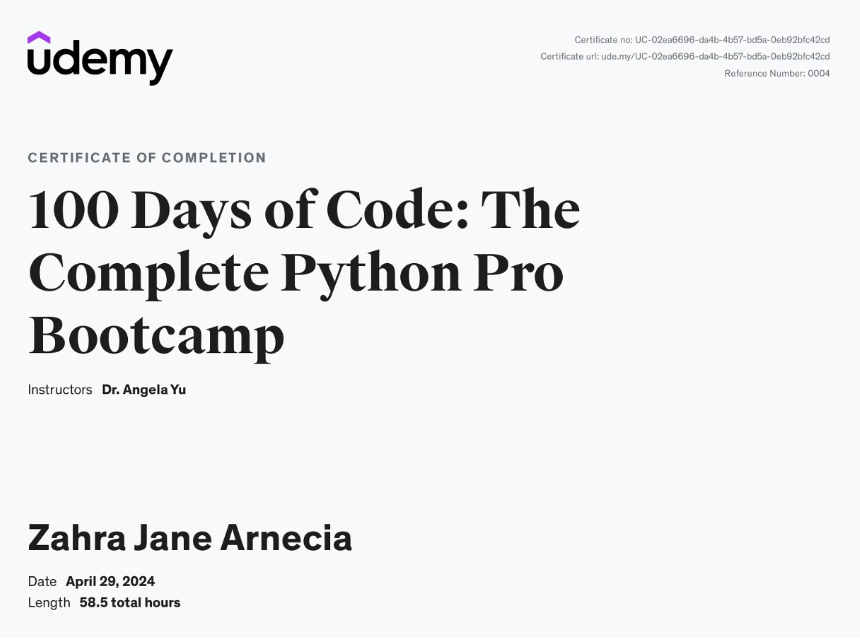 udemy
Certificate no: UC-02ea6696-da4b-4b57-bd5a-0eb92bfc42cd
Certificate url: ude.my/UC-02ea6696-da4b-4b57-bd5a-0eb92bfc42cd
Reference Number: 0004
CERTIFICATE OF COMPLETION
100 Days of Code: The
Complete Python Pro
Bootcamp
Instructors Dr. Angela Yu
Zahra Jane Arnecia
Date April 29, 2024
Length 58.5 total hours